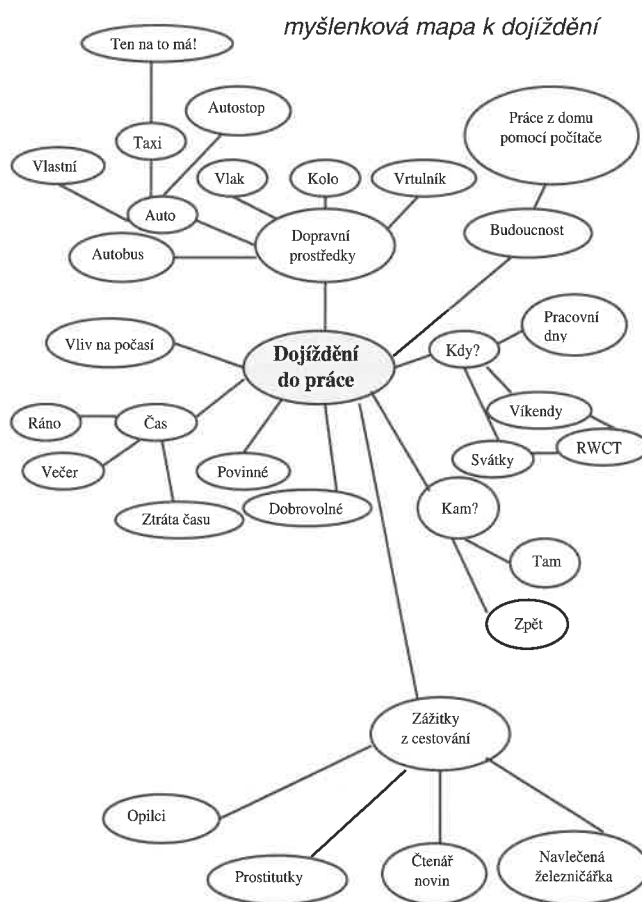 myšlenková mapa k dojíždění
Ten na to má!
Autostop
Taxi
Vlastní
Auto
Autobus
Vlak
Kolo
Vrtulník
Dopravní
prostředky
Práce z domu
pomocí počítače
Budoucnost
Vliv na počasí
Dojíždění
do práce
Kdy?
Pracovní
dny
Víkendy
RWCT
Svátky
Ráno
Čas
Večer
Ztráta času
Povinné
Dobrovolné
Kam?
Tam
Zpět
Zážitky
z cestování
Opilci
Prostitutky
Čtenář
novin
Navlečená
železničářka